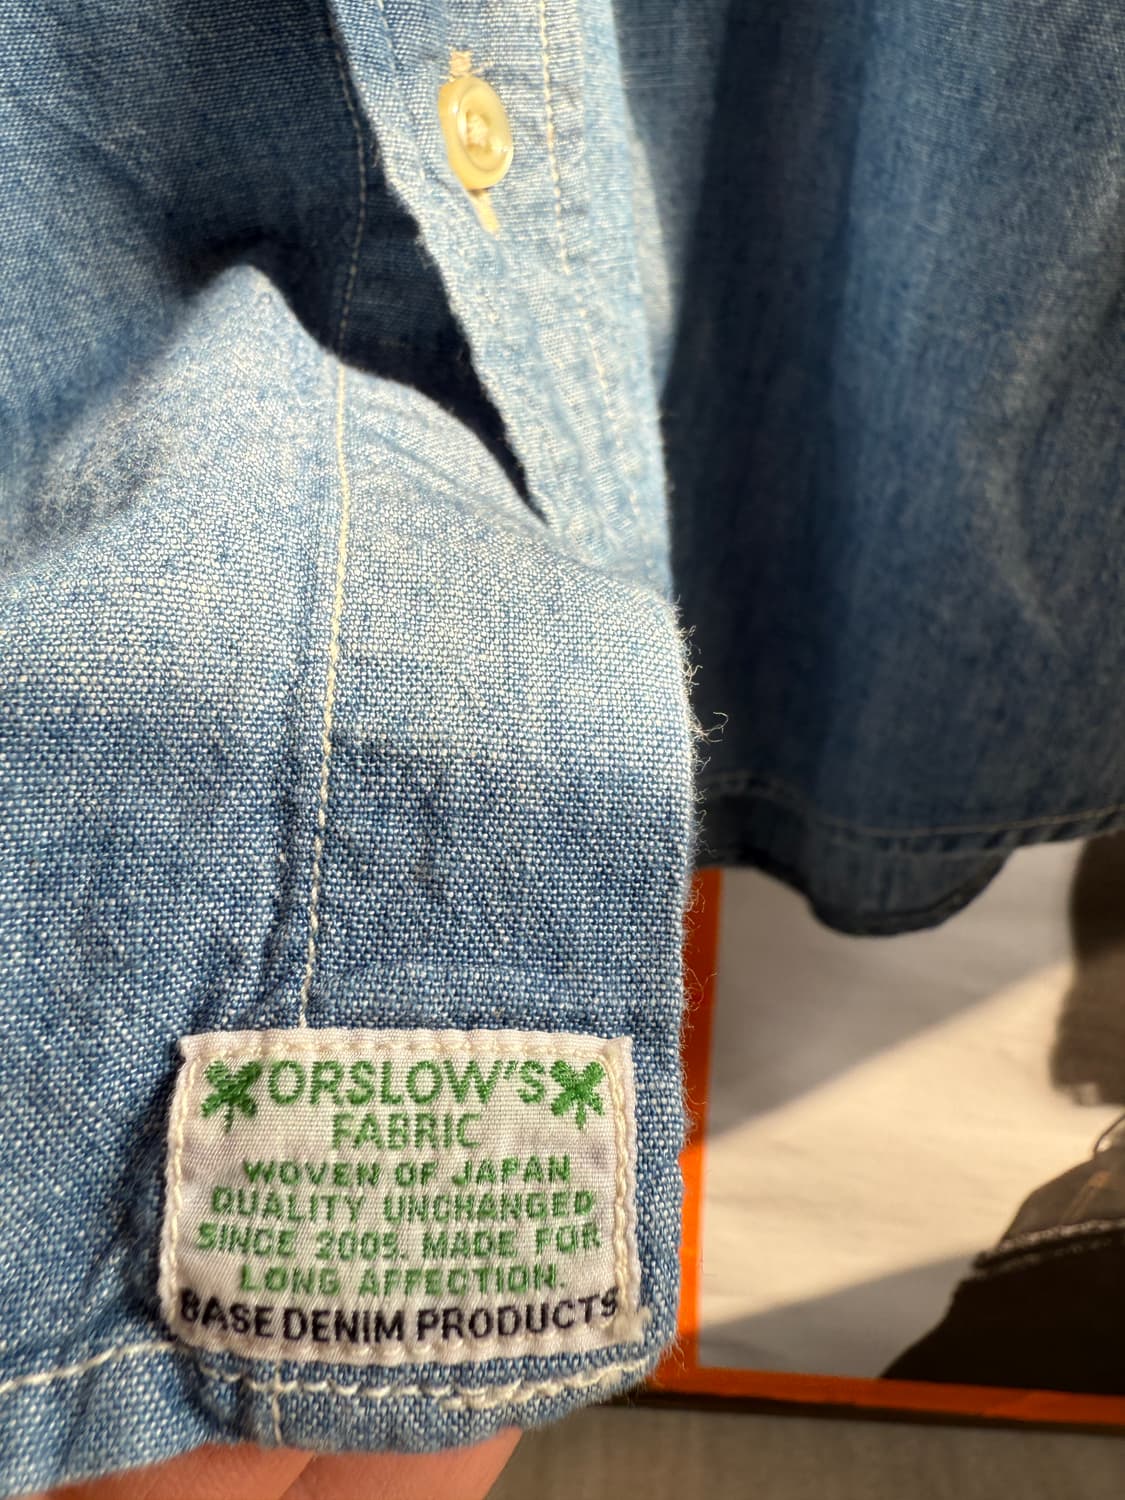 ORSLOW"S
FABRIC
WOVEN OF JAPAN
QUALITY UNCHANGED
SINCE 2005. MADE FOR
LONG AFFECTION.
BASE DENIM PRODUCTS